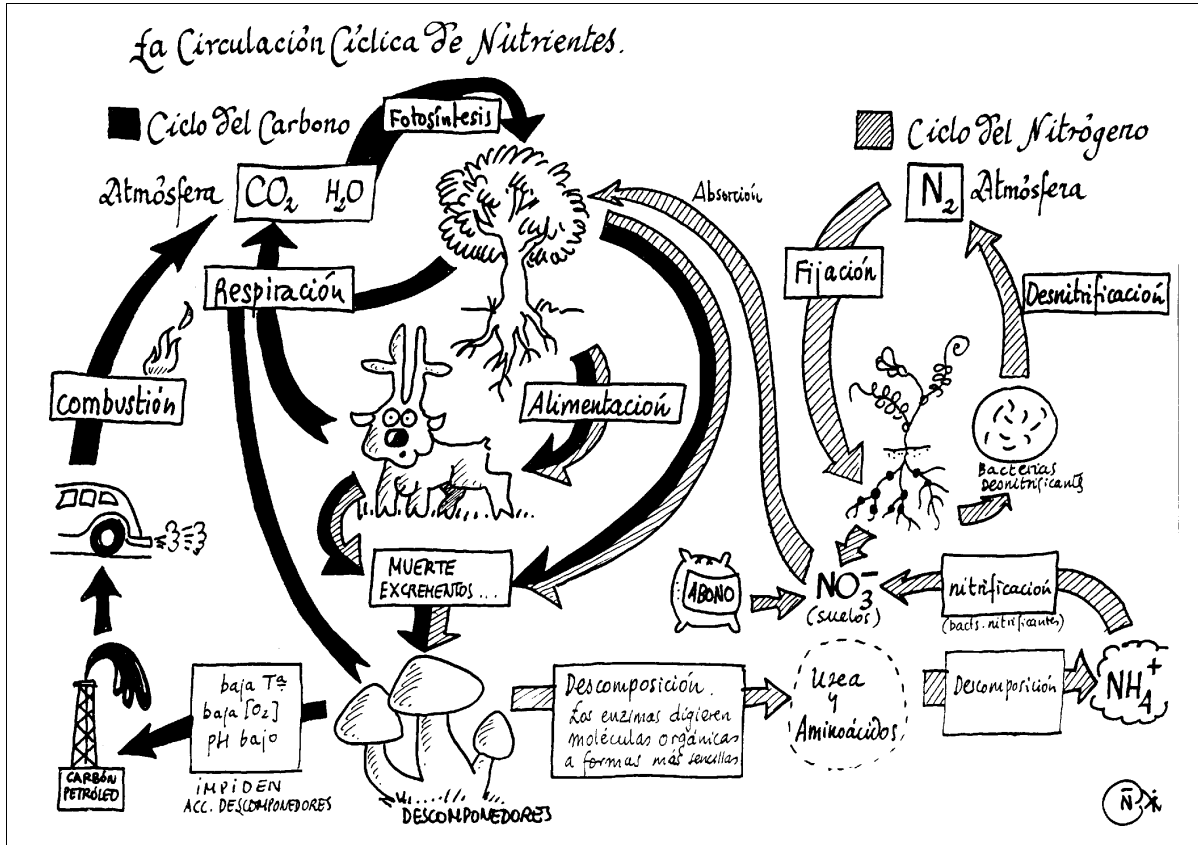 La Circulación Cíclica de Nutrientes.
Ciclo del Carbono
Fotosíntesis
Ciclo del Nitrógeno
Atmósfera
CO₂ H₂O
Absorción
N₂
Atmósfera
Respiración
Fijación
Desnitrificación
Combustión
Alimentación
Bacterias
Desnitrificantes
MUERTE
EXCREMENTOS...
ABONO
NO₃⁻
(suelos)
nitrificación
(bacts. nitrificantes)
baja Tª
baja [O₂]
pH bajo
IMPIDEN
ACC. DESCOMPONEDORES
CARBÓN
PETRÓLEO
DESCOMPONEDORES
Descomposición.
Las enzimas digieren
moléculas orgánicas
a formas más sencillas
Urea
y
Aminoácidos
Descomposición
NH₄⁺